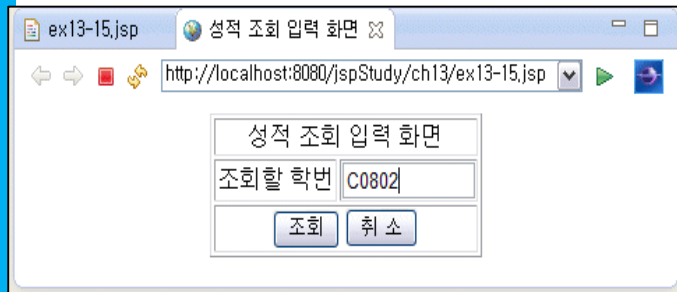 ex13-15.jsp
성적 조회 입력 화면
http://localhost:8080/jspStudy/ch13/ex13-15.jsp
성적 조회 입력 화면
조회할 학번 C0802
조회 취 소